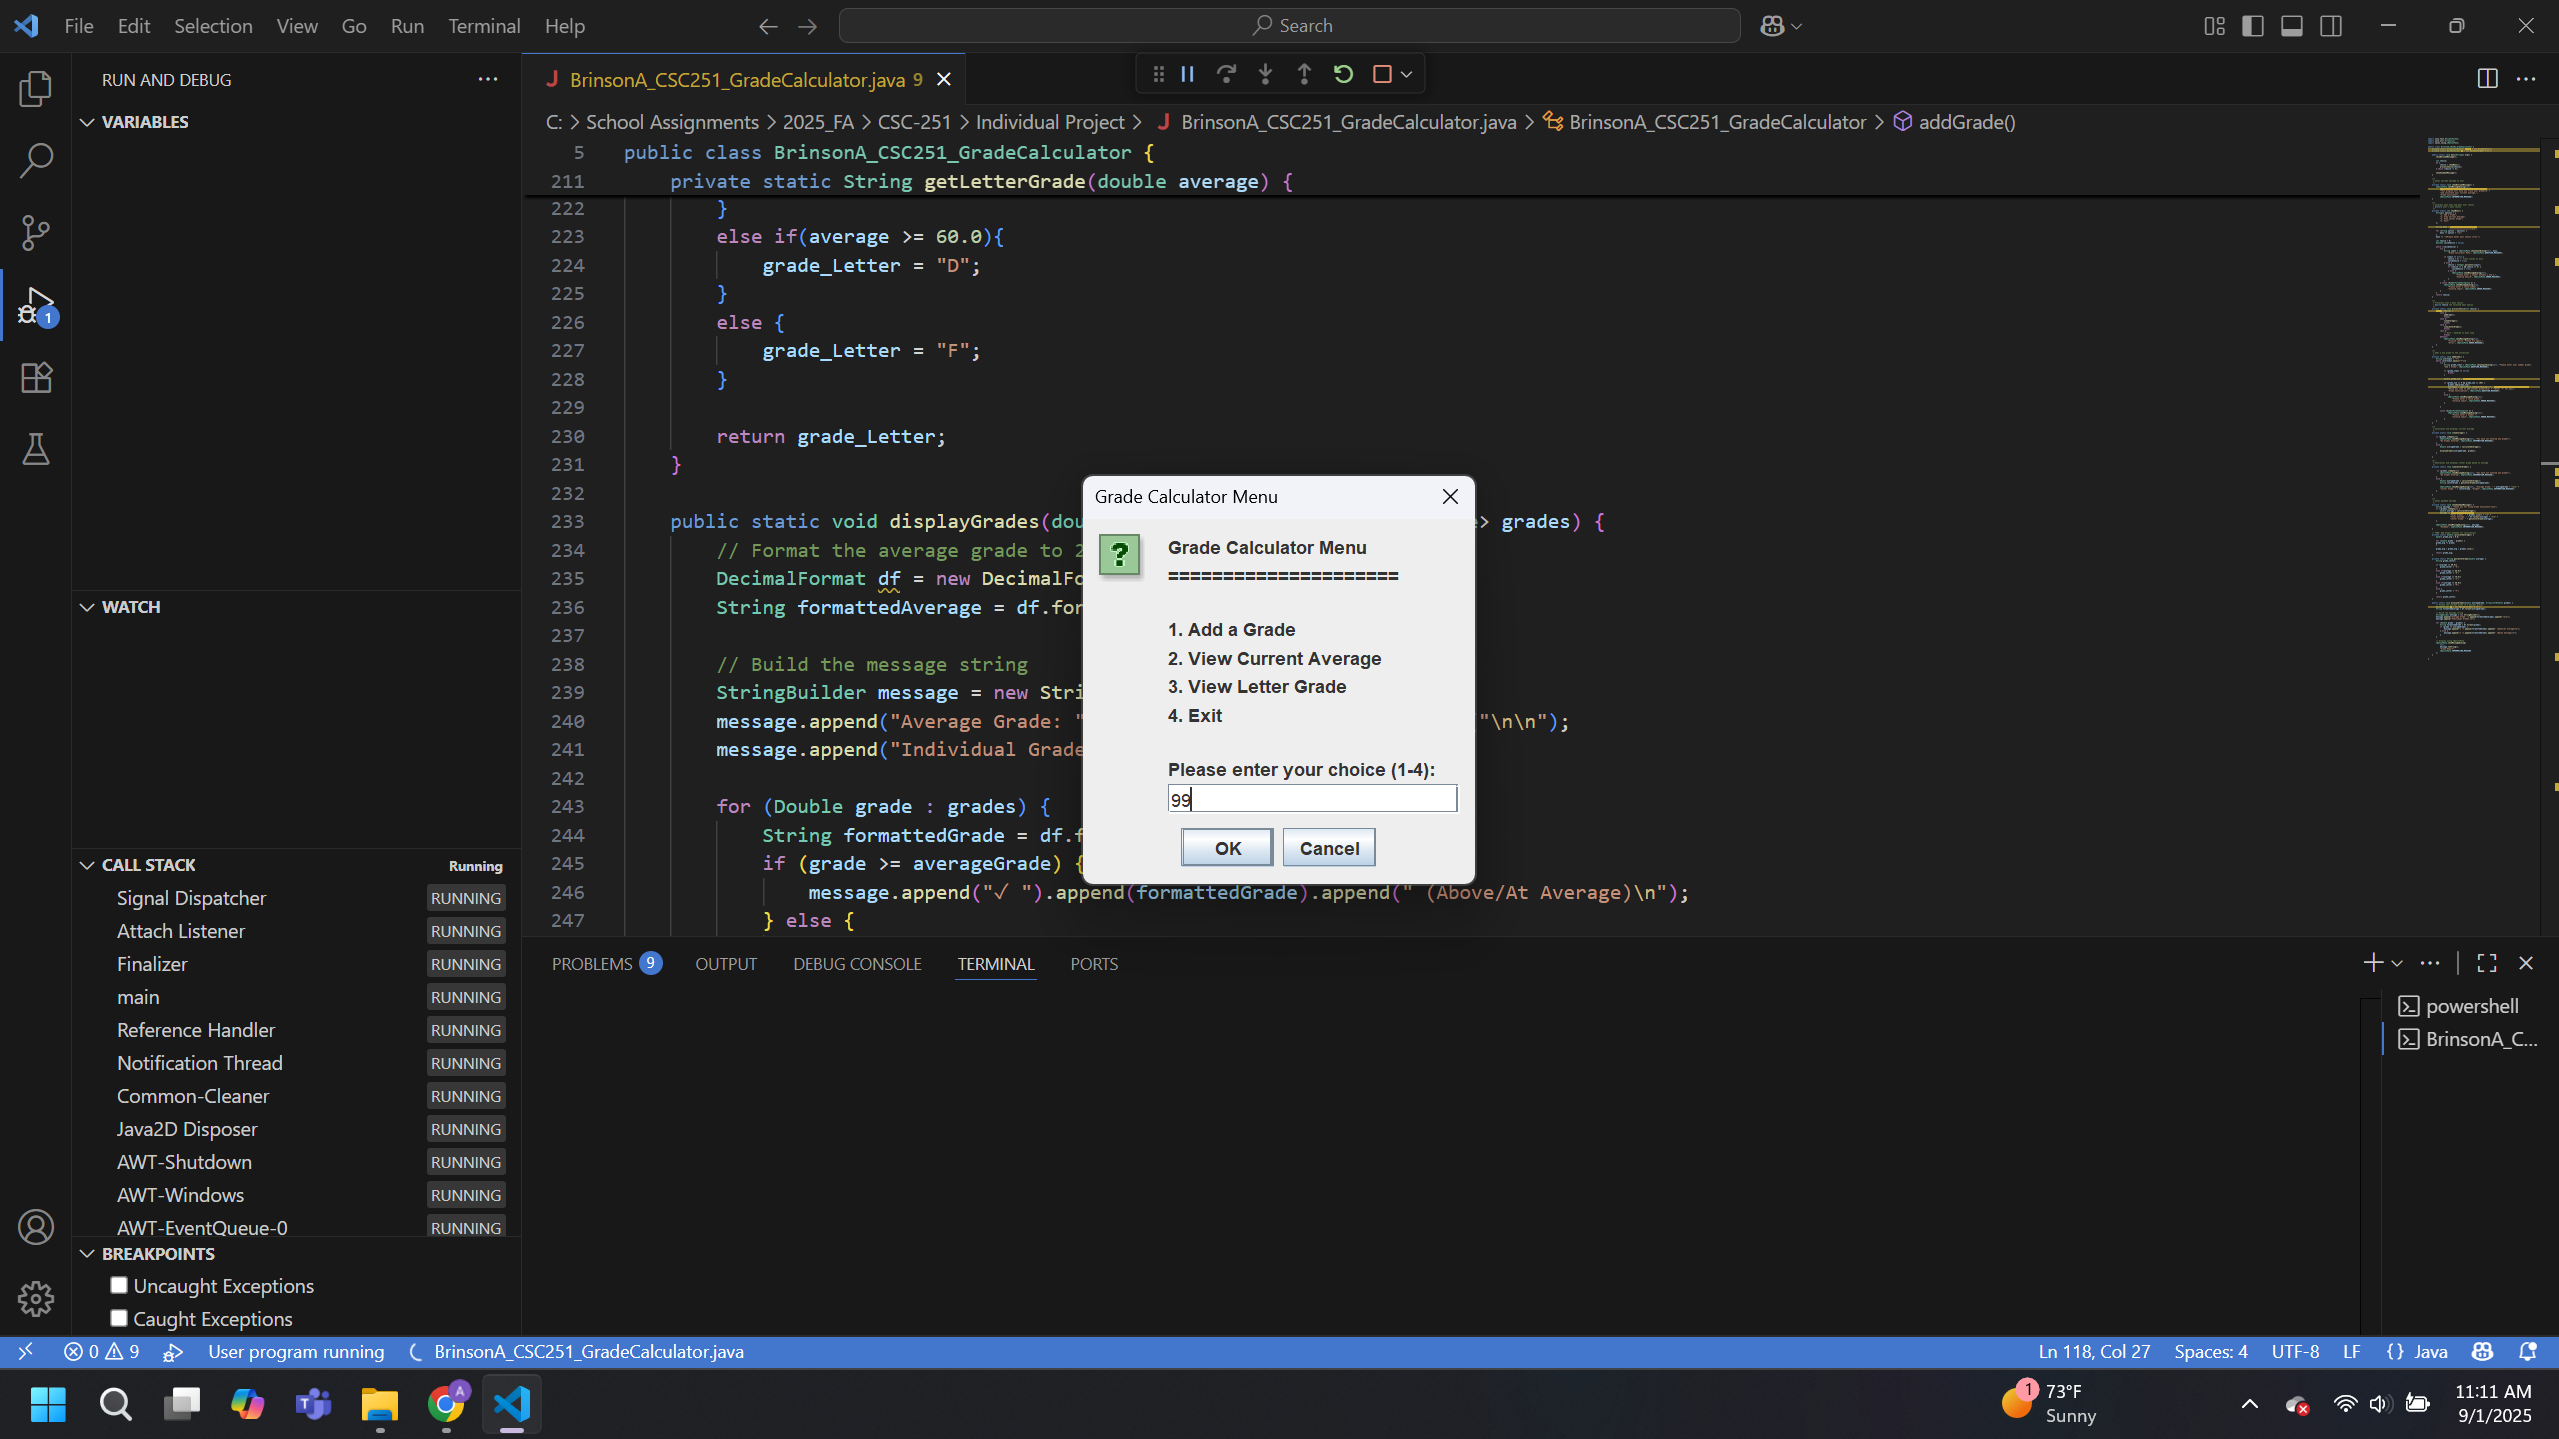 File Edit Selection View Go Run Terminal Help
Search
RUN AND DEBUG
BrinsonA_CSC251_GradeCalculator.java 9
VARIABLES
C: > School Assignments > 2025_FA > CSC-251 > Individual Project > J BrinsonA_CSC251_GradeCalculator.java > BrinsonA_CSC251_GradeCalculator > addGrade()
5 public class BrinsonA_CSC251_GradeCalculator {
211 private static String getLetterGrade(double average) {
222 }
223 else if(average >= 60.0){
224 grade_Letter = "D";
225 }
226 else {
227 grade_Letter = "F";
228 }
229
230 return grade_Letter;
231 }
232
233 public static void displayGrades(dou > grades) {
234 // Format the average grade to 2
235 DecimalFormat df = new DecimalFo
236 String formattedAverage = df.for
237
238 // Build the message string
239 StringBuilder message = new Stri
240 message.append("Average Grade: " "\n\n");
241 message.append("Individual Grade
242
243 for (Double grade : grades) {
244 String formattedGrade = df.f
245 if (grade >= averageGrade) {
246 message.append("✓ ").append(formattedGrade).append(" (Above/At Average)\n");
247 } else {
Grade Calculator Menu
Grade Calculator Menu
=====================
1. Add a Grade
2. View Current Average
3. View Letter Grade
4. Exit
Please enter your choice (1-4):
99
OK Cancel
WATCH
CALL STACK Running
Signal Dispatcher RUNNING
Attach Listener RUNNING
Finalizer RUNNING
main RUNNING
Reference Handler RUNNING
Notification Thread RUNNING
Common-Cleaner RUNNING
Java2D Disposer RUNNING
AWT-Shutdown RUNNING
AWT-Windows RUNNING
AWT-EventQueue-0 RUNNING
BREAKPOINTS
Uncaught Exceptions
Caught Exceptions
PROBLEMS 9 OUTPUT DEBUG CONSOLE TERMINAL PORTS
powershell
BrinsonA_C...
0 9 User program running BrinsonA_CSC251_GradeCalculator.java Ln 118, Col 27 Spaces: 4 UTF-8 LF {} Java
1 73°F
Sunny
11:11 AM
9/1/2025